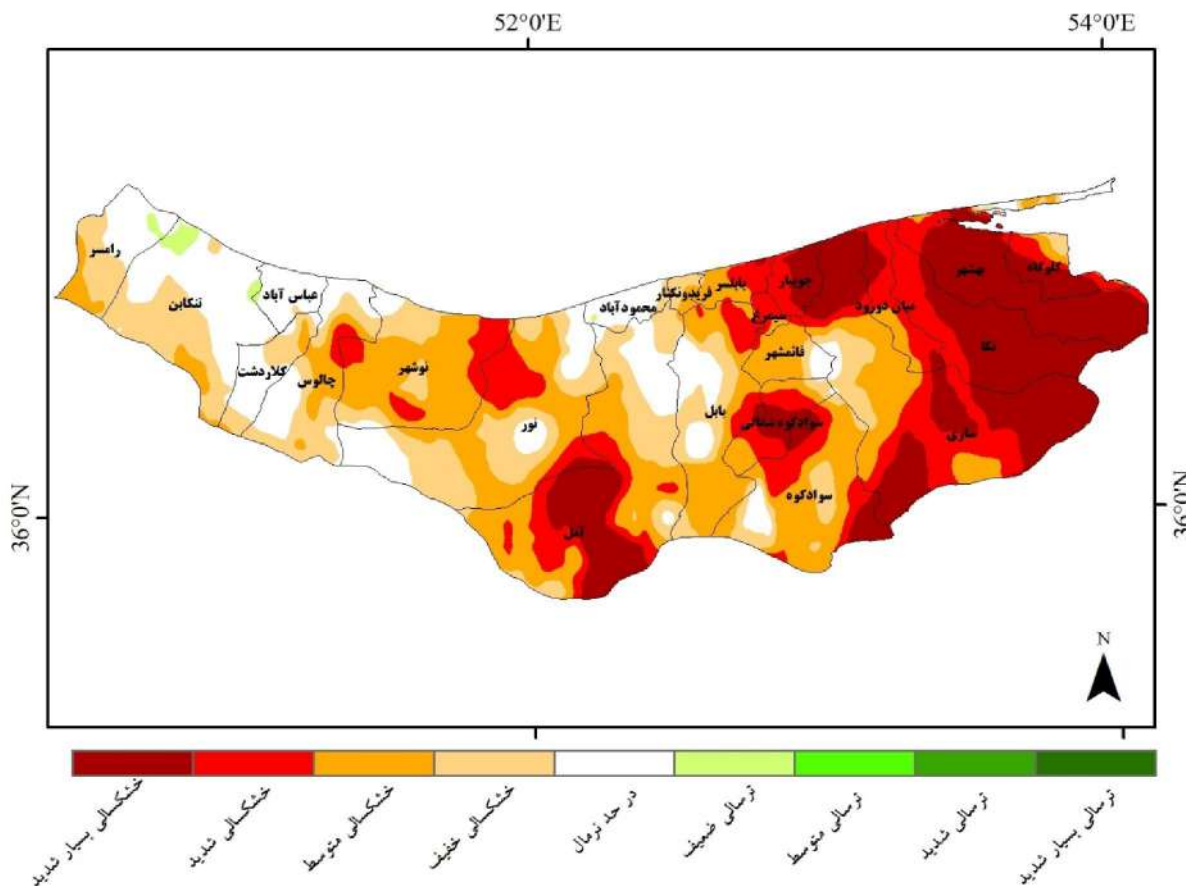 52°0'E
54°0'E
36°0'N
36°0'N
N
رامسر
تنکابن
عباس آباد
کلاردشت
چالوس
نوشهر
نور
آمل
محمودآباد
فریدونکنار
بابلسر
بابل
جویبار
سیمرغ
قائمشهر
سوادکوه شمالی
سوادکوه
میان دورود
ساری
نکا
بهشهر
گلوگاه
خشکسالی بسیار شدید
خشکسالی شدید
خشکسالی متوسط
خشکسالی خفیف
در حد نرمال
ترسالی ضعیف
ترسالی متوسط
ترسالی شدید
ترسالی بسیار شدید